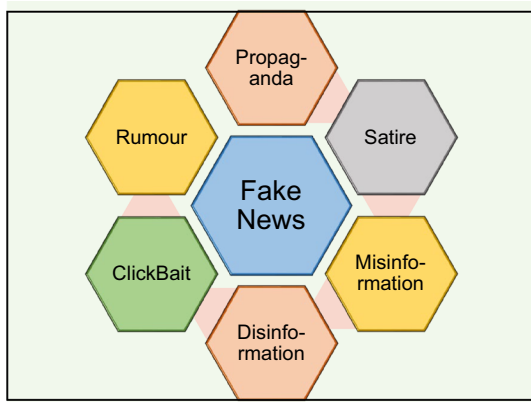 Propag-
anda
Rumour
Satire
Fake
News
ClickBait
Misinfo-
rmation
Disinfo-
rmation